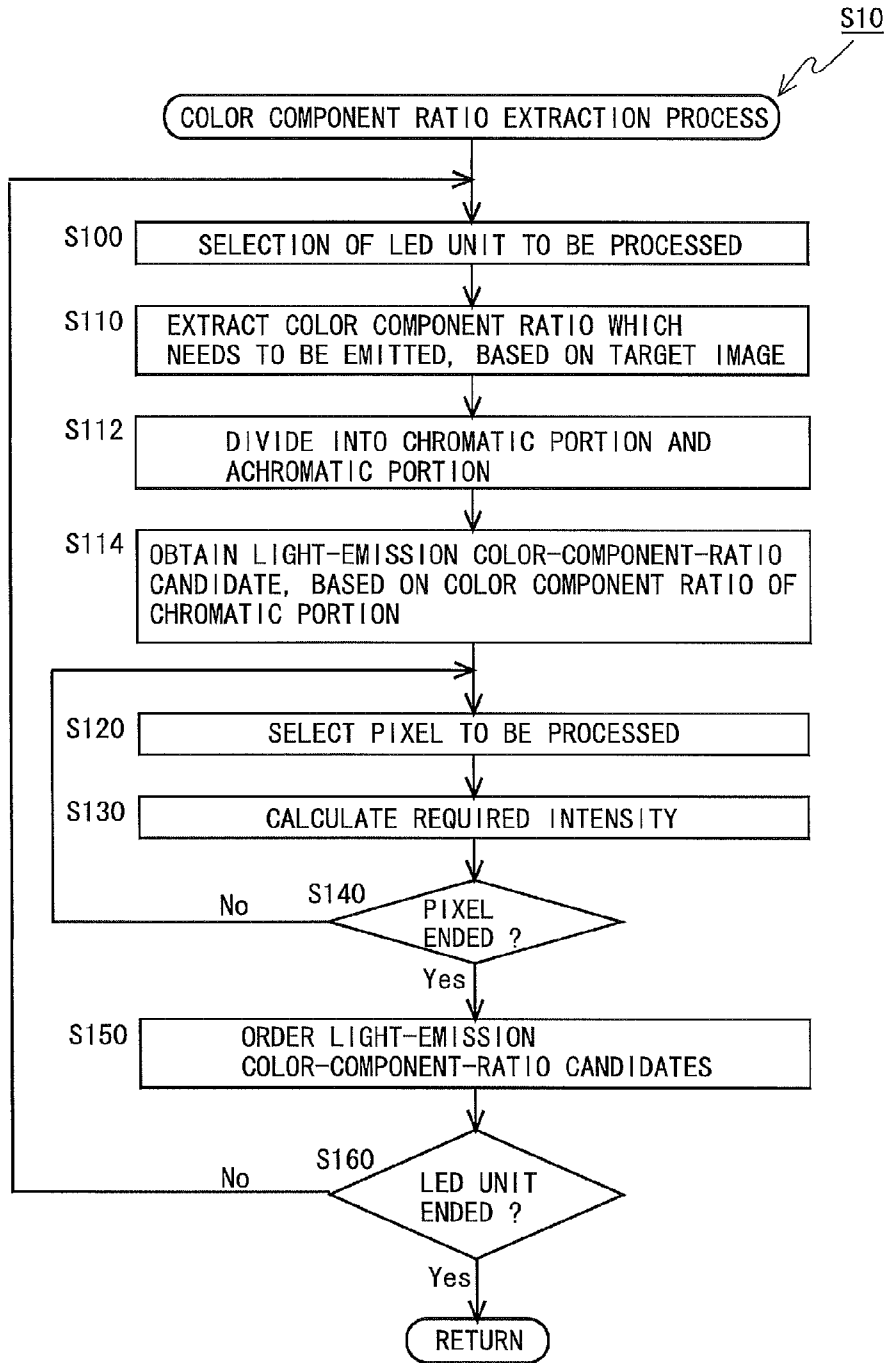 S10
COLOR COMPONENT RATIO EXTRACTION PROCESS
S100
SELECTION OF LED UNIT TO BE PROCESSED
S110
EXTRACT COLOR COMPONENT RATIO WHICH
NEEDS TO BE EMITTED, BASED ON TARGET IMAGE
S112
DIVIDE INTO CHROMATIC PORTION AND
ACHROMATIC PORTION
S114
OBTAIN LIGHT-EMISSION COLOR-COMPONENT-RATIO
CANDIDATE, BASED ON COLOR COMPONENT RATIO OF
CHROMATIC PORTION
S120
SELECT PIXEL TO BE PROCESSED
S130
CALCULATE REQUIRED INTENSITY
S140
No
PIXEL
ENDED ?
Yes
S150
ORDER LIGHT-EMISSION
COLOR-COMPONENT-RATIO CANDIDATES
S160
No
LED UNIT
ENDED ?
Yes
RETURN